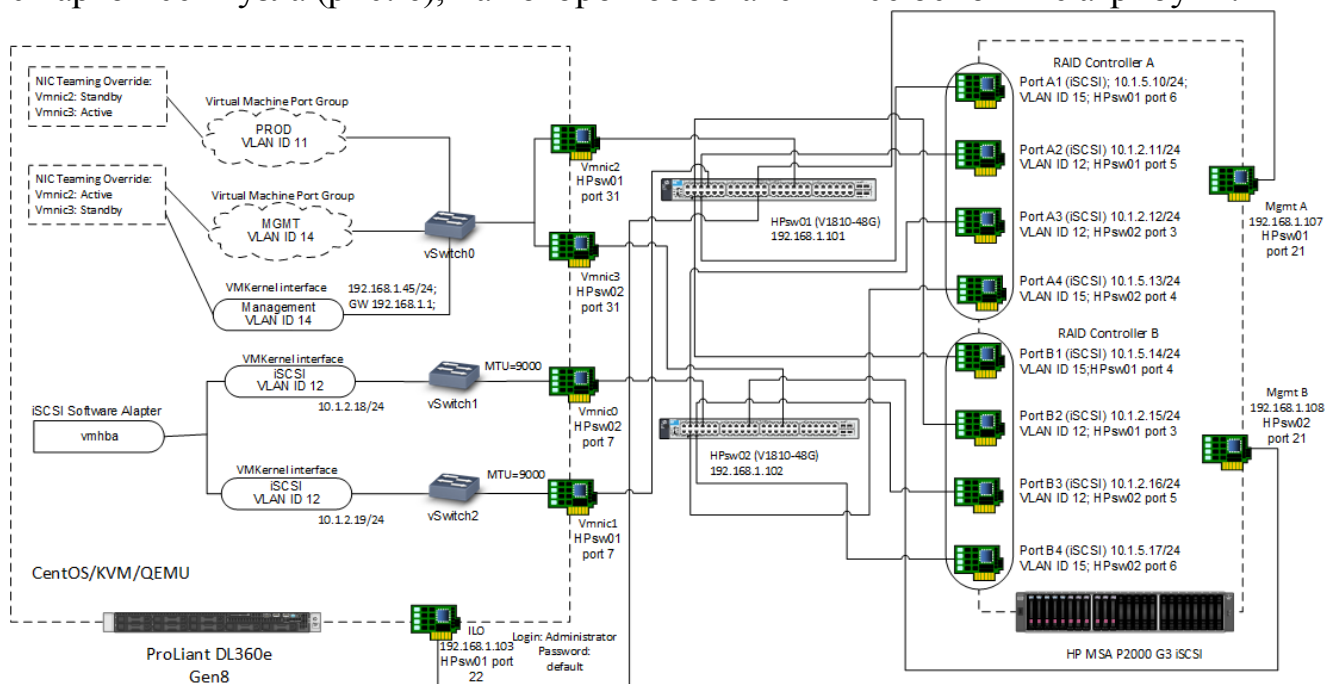 NIC Teaming Override:
Vmnic2: Standby
Vmnic3: Active
Virtual Machine Port Group
PROD
VLAN ID 11
NIC Teaming Override:
Vmnic2: Active
Vmnic3: Standby
Virtual Machine Port Group
MGMT
VLAN ID 14
vSwitch0
VMKernel interface
Management
VLAN ID 14
192.168.1.45/24;
GW 192.168.1.1;
Vmnic2
HPsw01
port 31
Vmnic3
HPsw02
port 31
iSCSI Software Alapter
vmhba
VMKernel interface
iSCSI
VLAN ID 12
10.1.2.18/24
vSwitch1
MTU=9000
Vmnic0
HPsw02
port 7
VMKernel interface
iSCSI
VLAN ID 12
10.1.2.19/24
vSwitch2
MTU=9000
Vmnic1
HPsw01
port 7
CentOS/KVM/QEMU
ProLiant DL360e
Gen8
ILO
192.168.1.103
HPsw01 port
22
Login: Administrator
Password:
default
HPsw01 (V1810-48G)
192.168.1.101
HPsw02 (V1810-48G)
192.168.1.102
RAID Controller A
Port A1 (iSCSI); 10.1.5.10/24;
VLAN ID 15; HPsw01 port 6
Port A2 (iSCSI) 10.1.2.11/24
VLAN ID 12; HPsw01 port 5
Port A3 (iSCSI) 10.1.2.12/24
VLAN ID 12; HPsw02 port 3
Port A4 (iSCSI) 10.1.5.13/24
VLAN ID 15; HPsw02 port 4
RAID Controller B
Port B1 (iSCSI) 10.1.5.14/24
VLAN ID 15;HPsw01 port 4
Port B2 (iSCSI) 10.1.2.15/24
VLAN ID 12; HPsw01 port 3
Port B3 (iSCSI) 10.1.2.16/24
VLAN ID 12; HPsw02 port 5
Port B4 (iSCSI) 10.1.5.17/24
VLAN ID 15; HPsw02 port 6
Mgmt A
192.168.1.107
HPsw01
port 21
Mgmt B
192.168.1.108
HPsw02
port 21
HP MSA P2000 G3 iSCSI